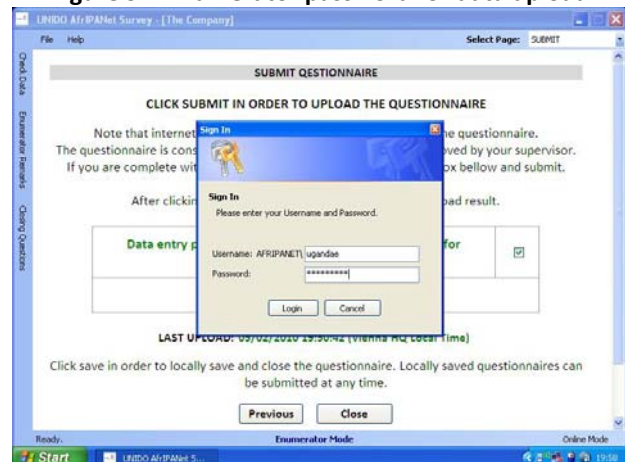 UNIDO AfrIPANet Survey - [The Company]
File Help
Select Page: SUBMIT
Check Data
Enumerator Remarks
Closing Questions
SUBMIT QESTIONNAIRE
CLICK SUBMIT IN ORDER TO UPLOAD THE QUESTIONNAIRE
Note that internet
he questionnaire.
The questionnaire is cons
oved by your supervisor.
If you are complete wit
ox bellow and submit.
After clickin
oad result.
Data entry p
for
Sign In
Sign In
Please enter your Username and Password.
Username: AFRIPANET\ ugandae
Password: *********
Login Cancel
LAST UPLOAD: 09/02/2010 19:50:42 (Vienna HQ Local Time)
Click save in order to locally save and close the questionnaire. Locally saved questionnaires can
be submitted at any time.
Previous Close
Ready. Enumerator Mode Online Mode
Start UNIDO AfrIPANet S... 19:50